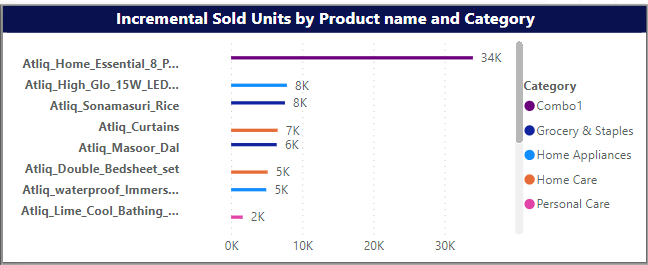 Incremental Sold Units by Product name and Category
Atliq_Home_Essential_8_P... 34K
Atliq_High_Glo_15W_LED... 8K
Atliq_Sonamasuri_Rice 8K
Atliq_Curtains 7K
Atliq_Masoor_Dal 6K
Atliq_Double_Bedsheet_set 5K
Atliq_waterproof_Immers... 5K
Atliq_Lime_Cool_Bathing_... 2K
0K 10K 20K 30K
Category
Combo1
Grocery & Staples
Home Appliances
Home Care
Personal Care